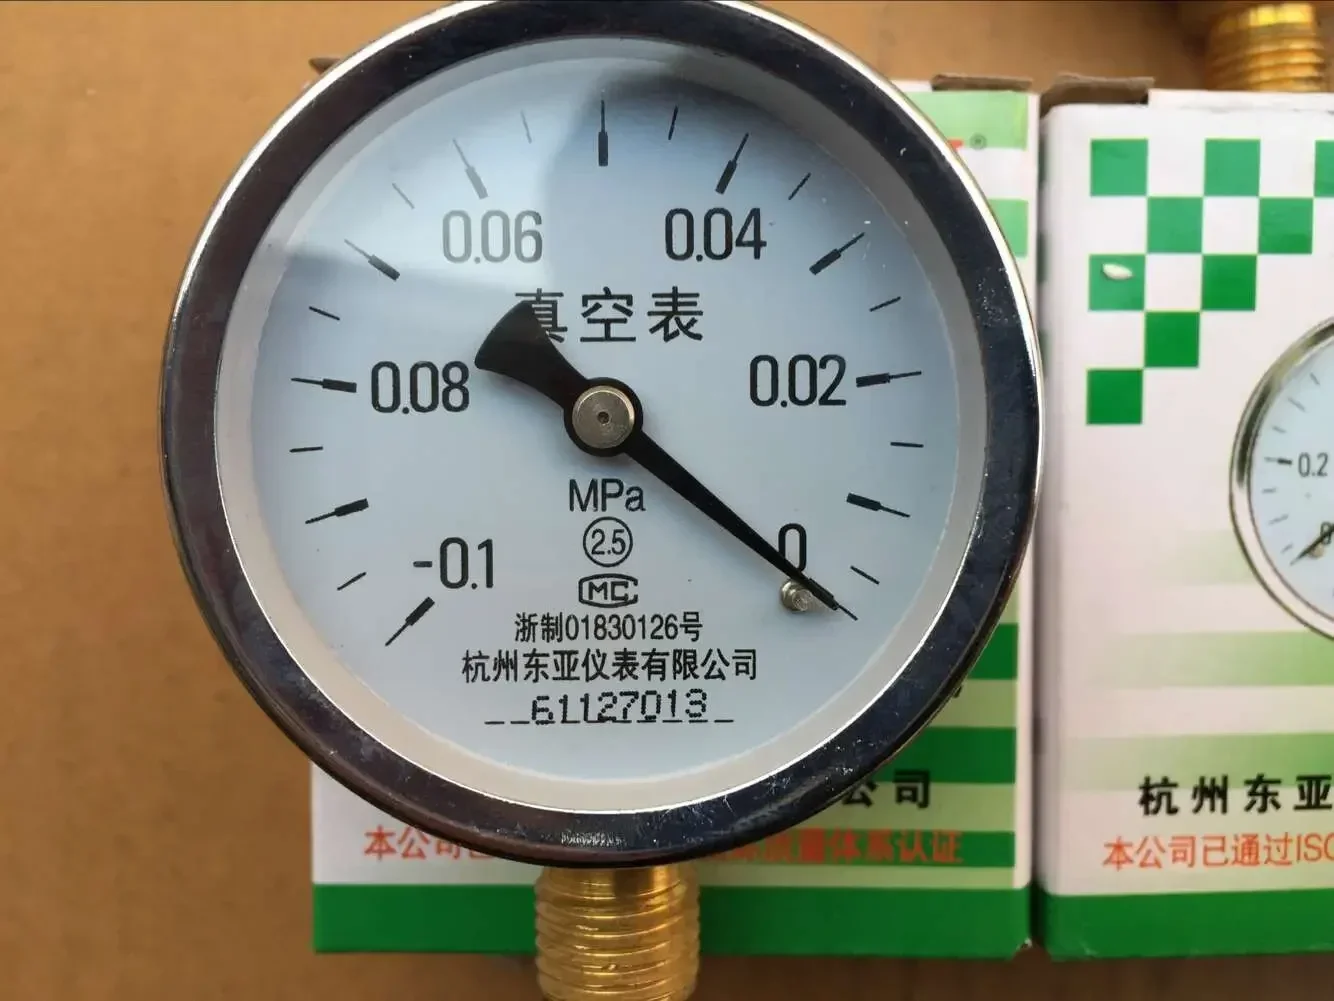 0.06 0.04
真空表
0.08 0.02
MPa
2.5
-0.1 0
MC
浙制01830126号
杭州东亚仪表有限公司
61127013
®
公司
本公司已
质量体系认证
0.2
0
杭州东亚
本公司已通过ISO